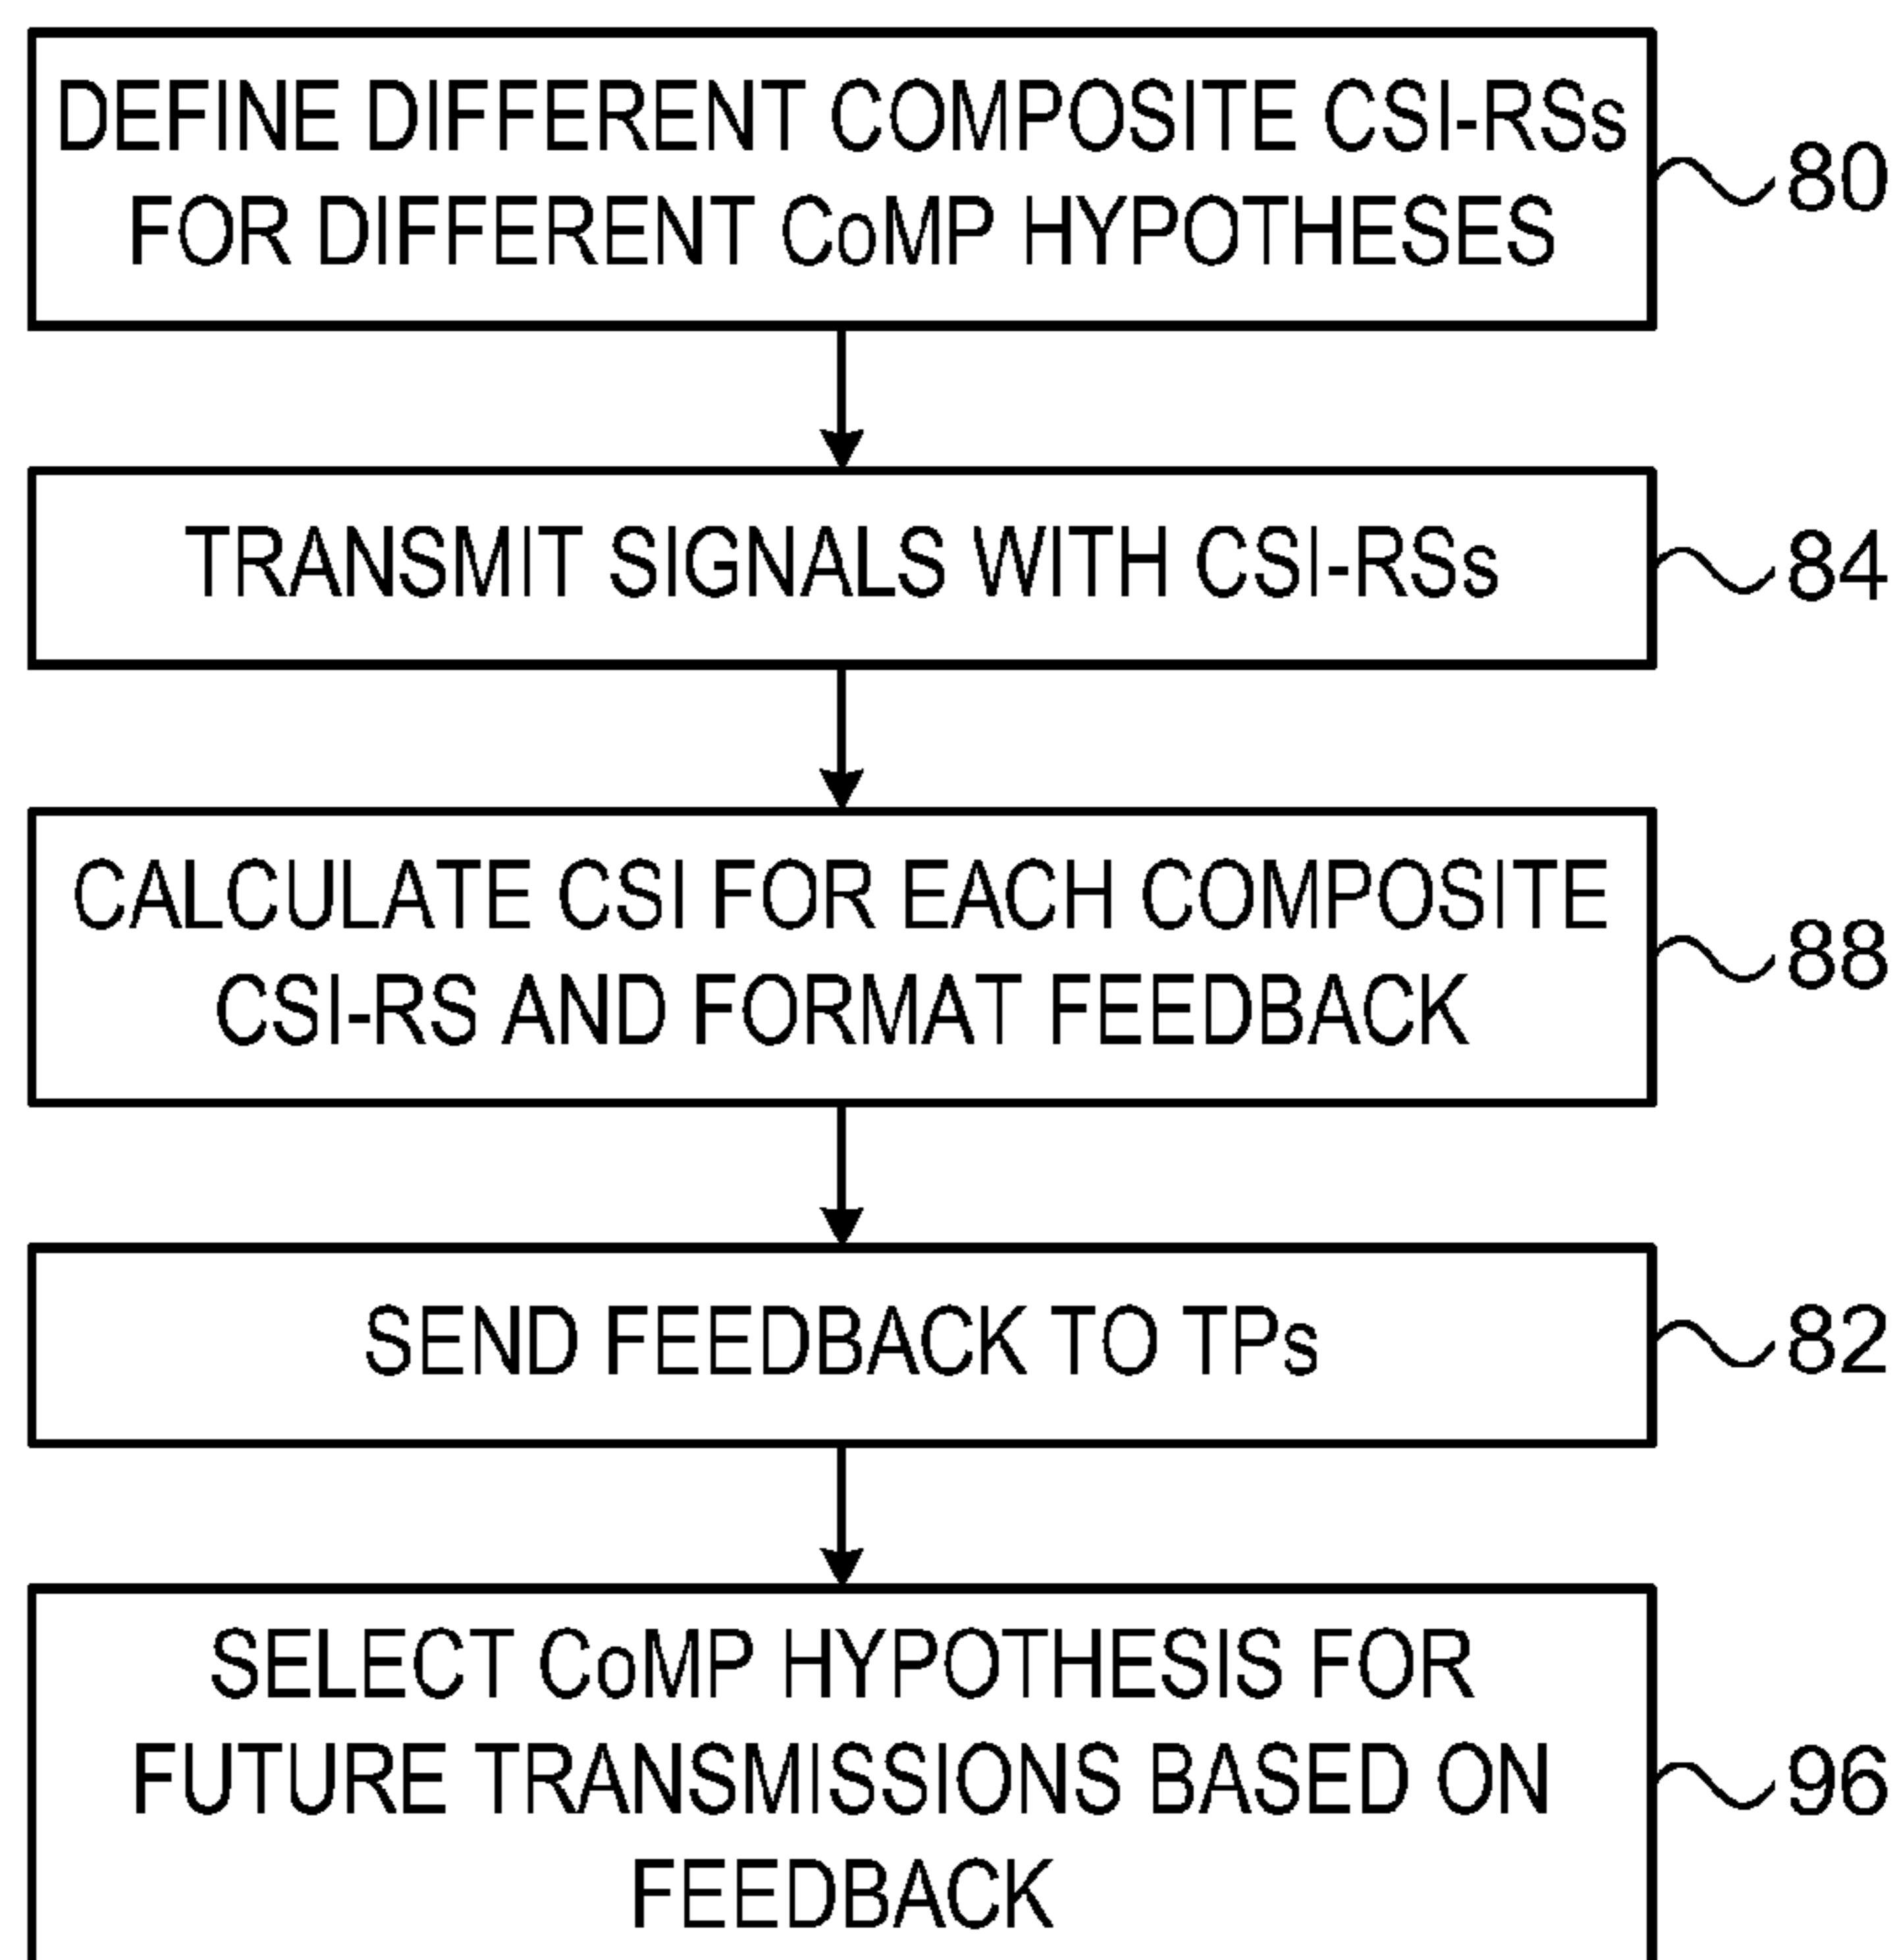 DEFINE DIFFERENT COMPOSITE CSI-RSs
FOR DIFFERENT CoMP HYPOTHESES
80
TRANSMIT SIGNALS WITH CSI-RSs
84
CALCULATE CSI FOR EACH COMPOSITE
CSI-RS AND FORMAT FEEDBACK
88
SEND FEEDBACK TO TPs
82
SELECT CoMP HYPOTHESIS FOR
FUTURE TRANSMISSIONS BASED ON
FEEDBACK
96